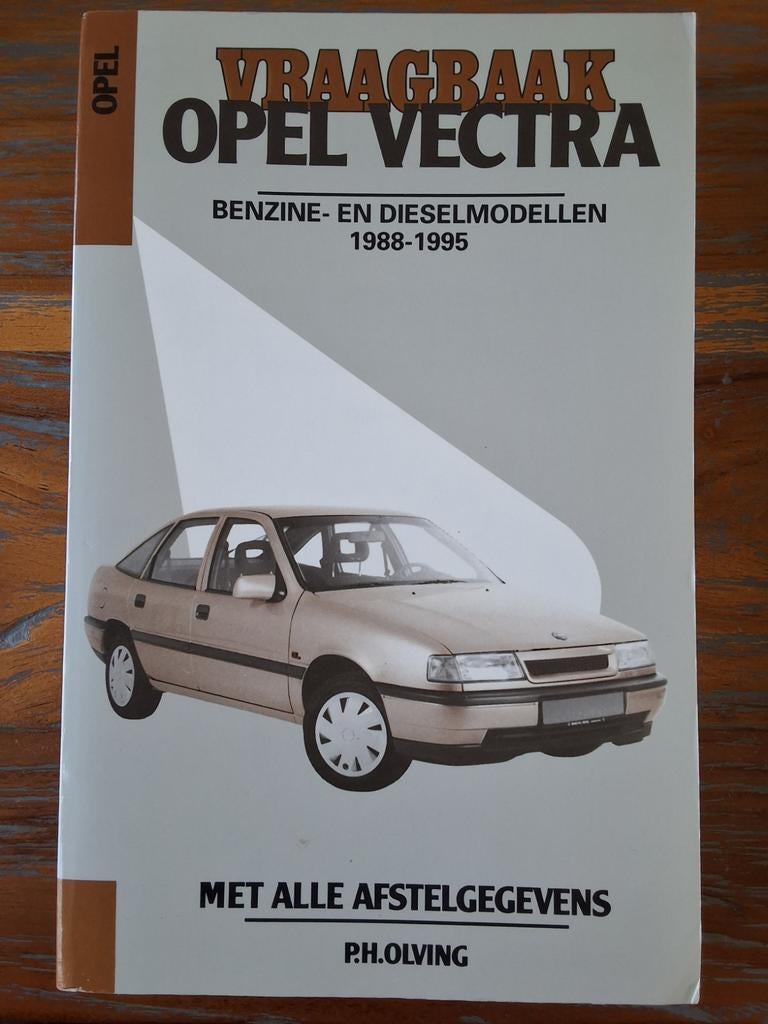 OPEL
VRAAGBAAK
OPEL VECTRA
BENZINE- EN DIESELMODELLEN
1988-1995
MET ALLE AFSTELGEGEVENS
P.H.OLVING